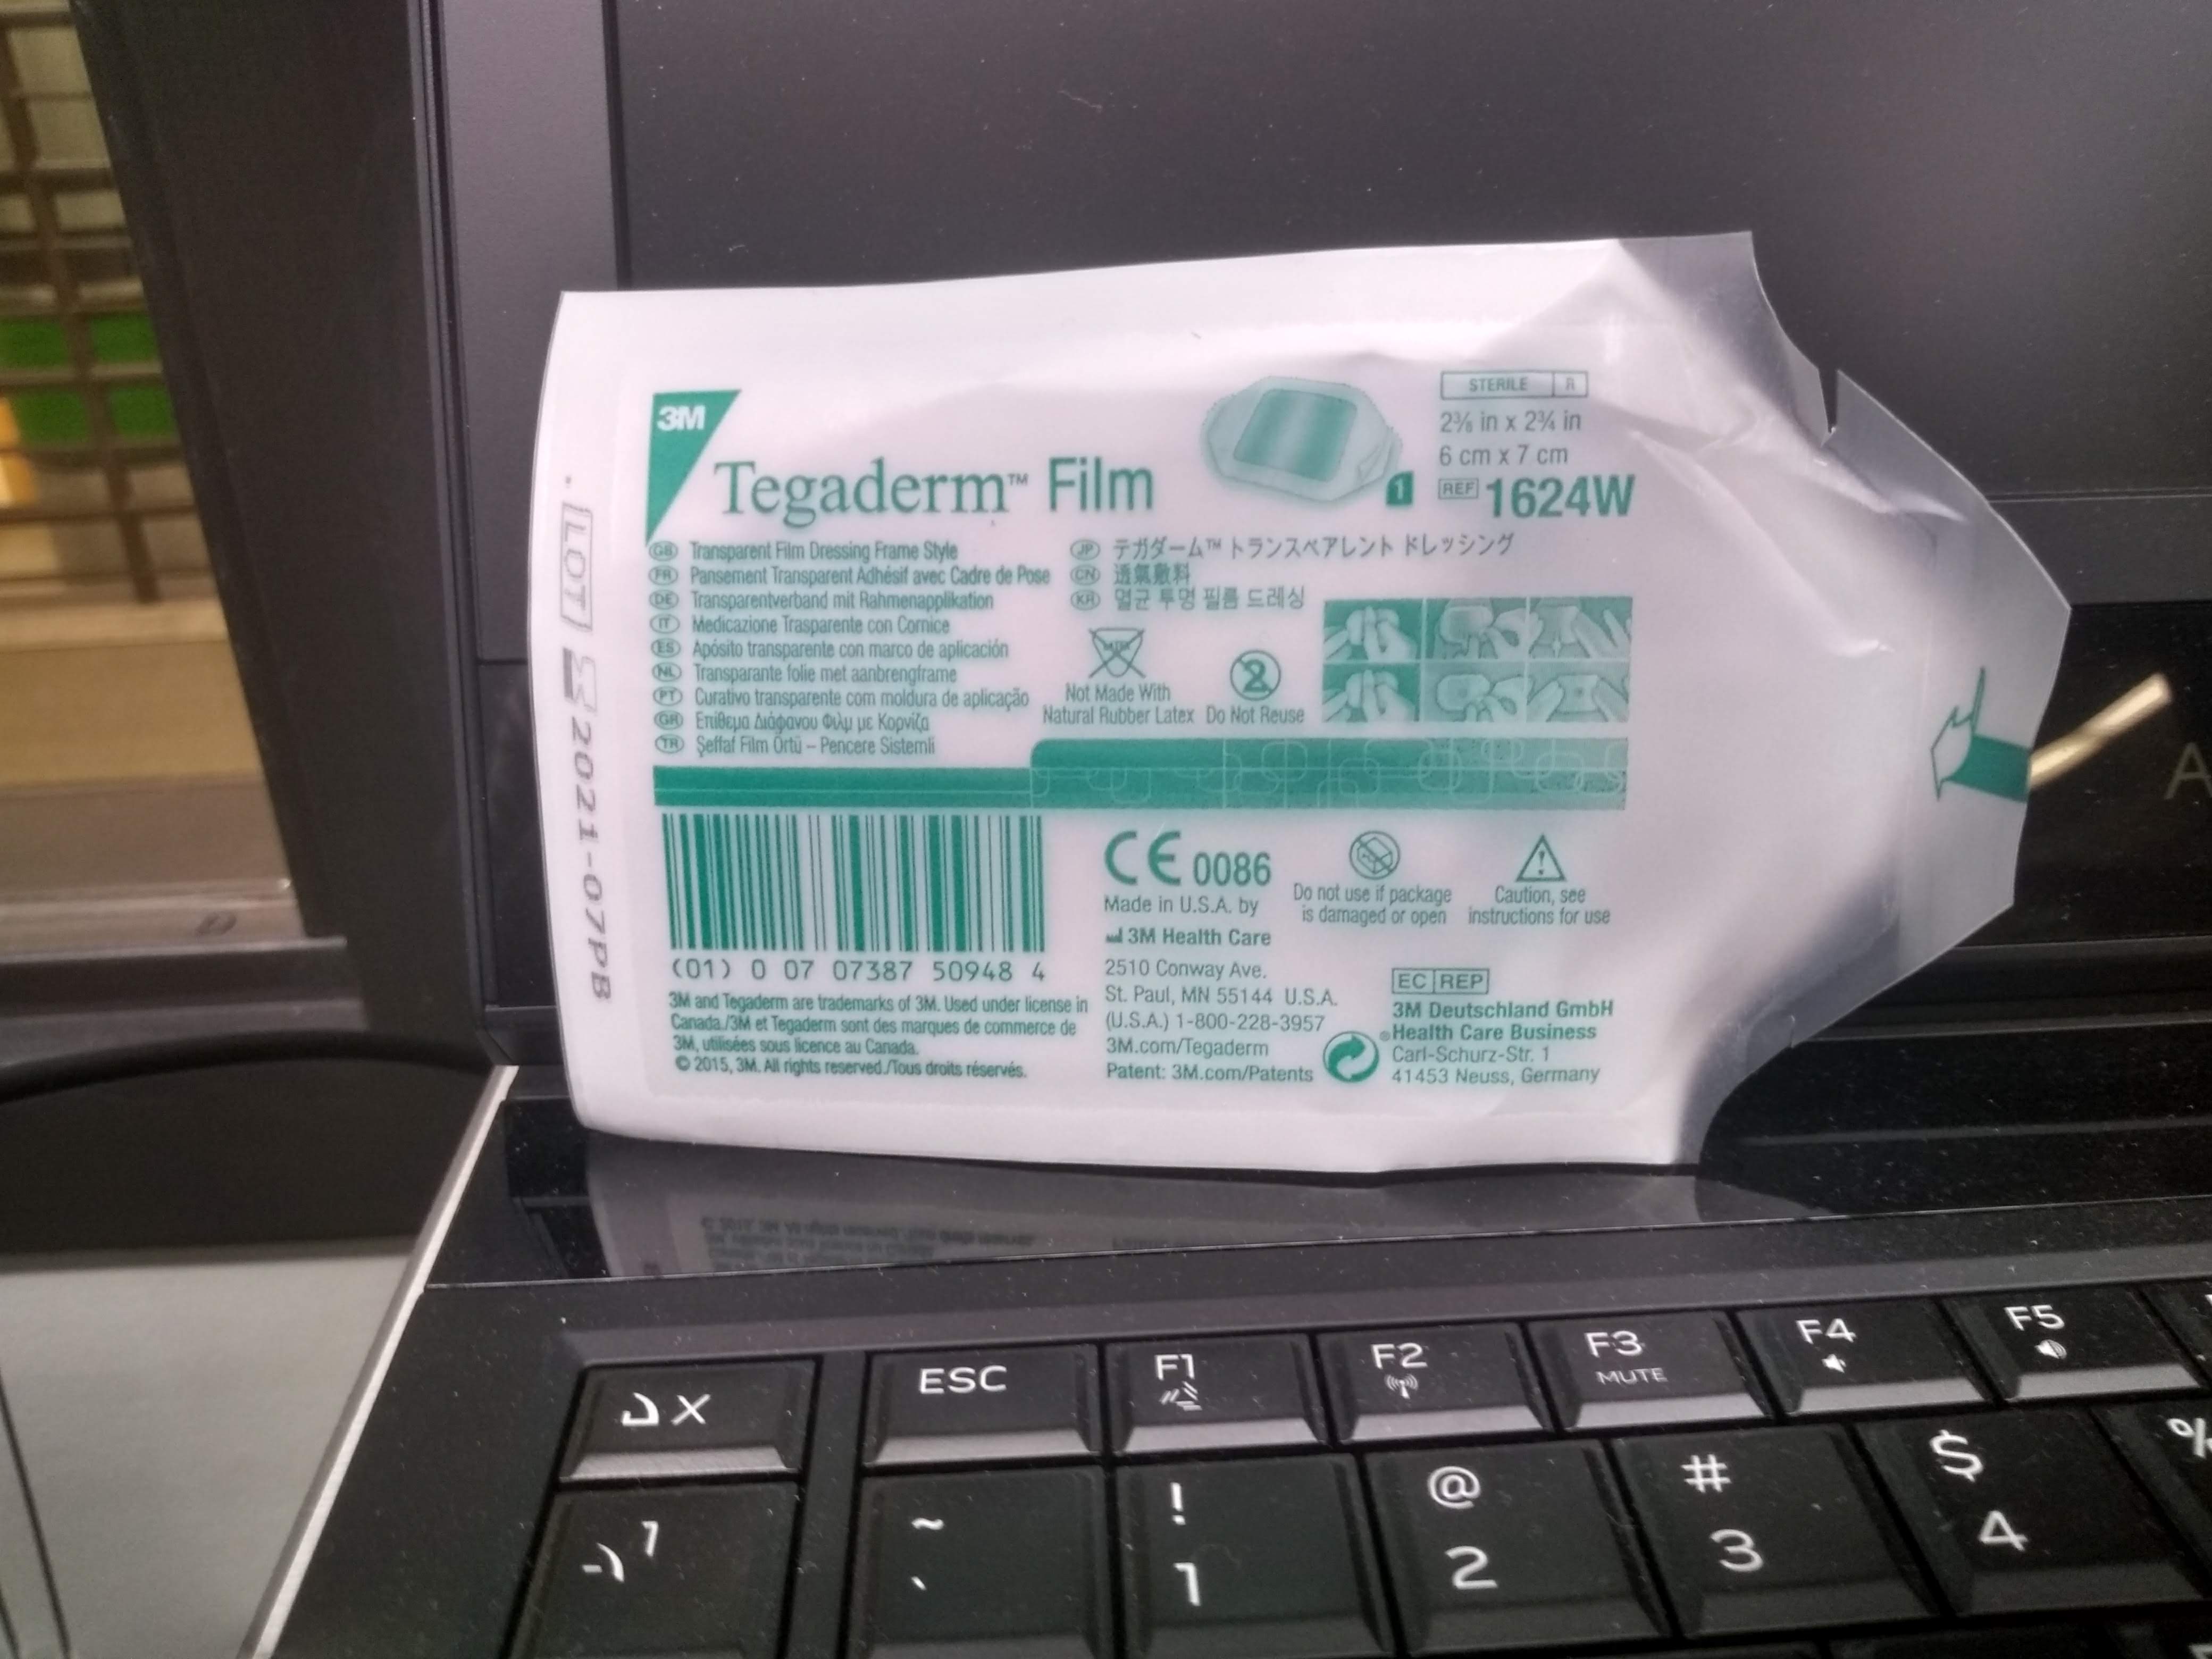 3M
Tegaderm™ Film
1
STERILE R
2⅜ in x 2¾ in
6 cm x 7 cm
REF 1624W
GB Transparent Film Dressing Frame Style
FR Pansement Transparent Adhésif avec Cadre de Pose
DE Transparentverband mit Rahmenapplikation
IT Medicazione Trasparente con Cornice
ES Apósito transparente con marco de aplicación
NL Transparante folie met aanbrengframe
PT Curativo transparente com moldura de aplicação
GR Επίθεμα Διάφανου Φιλμ με Κορνίζα
TR Şeffaf Film Örtü – Pencere Sistemli
JP テガダーム™ トランスペアレント ドレッシング
CN 透氣敷料
KR 멸균 투명 필름 드레싱
LATEX
Not Made With
Natural Rubber Latex
2
Do Not Reuse
LOT 2021-07PB
(01) 0 07 07387 50948 4
3M and Tegaderm are trademarks of 3M. Used under license in
Canada./3M et Tegaderm sont des marques de commerce de
3M, utilisées sous licence au Canada.
© 2015, 3M. All rights reserved./Tous droits réservés.
CE 0086
Made in U.S.A. by
3M Health Care
2510 Conway Ave.
St. Paul, MN 55144 U.S.A.
(U.S.A.) 1-800-228-3957
3M.com/Tegaderm
Patent: 3M.com/Patents
Do not use if package
is damaged or open
Caution, see
instructions for use
EC REP
3M Deutschland GmbH
Health Care Business
Carl-Schurz-Str. 1
41453 Neuss, Germany
A
ESC
F1
F2
F3
MUTE
F4
F5
~
`
!
1
@
2
#
3
$
4
%